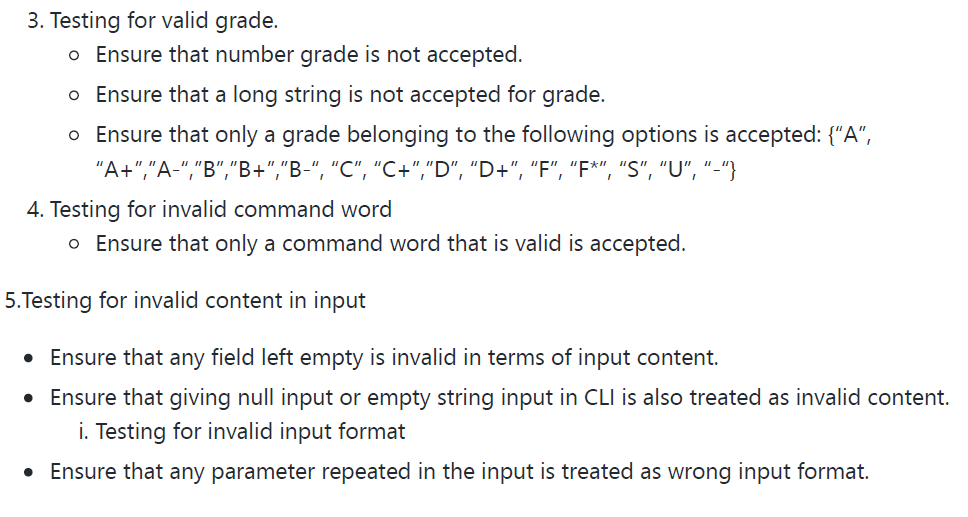 3. Testing for valid grade.
○ Ensure that number grade is not accepted.
○ Ensure that a long string is not accepted for grade.
○ Ensure that only a grade belonging to the following options is accepted: {“A”,
“A+”,“A-“,”B”,”B+”,”B-“, “C”, “C+”,”D”, “D+”, “F”, “F*”, “S”, “U”, “-“}
4. Testing for invalid command word
○ Ensure that only a command word that is valid is accepted.
5.Testing for invalid content in input
● Ensure that any field left empty is invalid in terms of input content.
● Ensure that giving null input or empty string input in CLI is also treated as invalid content.
i. Testing for invalid input format
● Ensure that any parameter repeated in the input is treated as wrong input format.